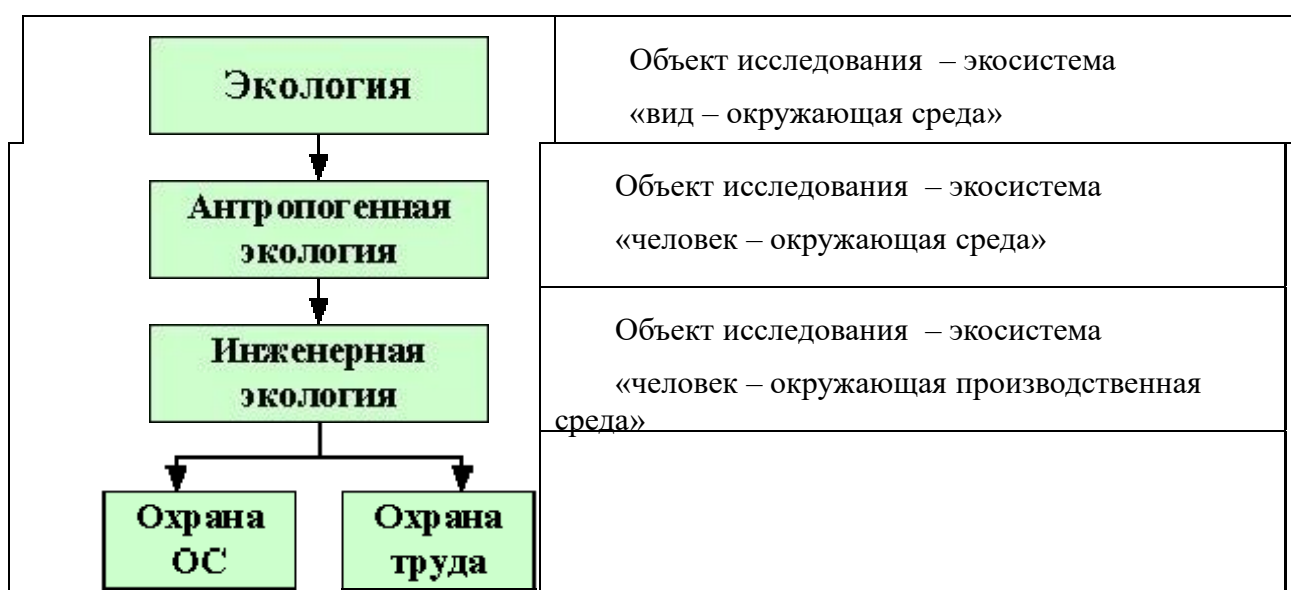 Экология
Объект исследования – экосистема
«вид – окружающая среда»
Антропогенная
экология
Объект исследования – экосистема
«человек – окружающая среда»
Инженерная
экология
Объект исследования – экосистема
«человек – окружающая производственная
среда»
Охрана
ОС
Охрана
труда